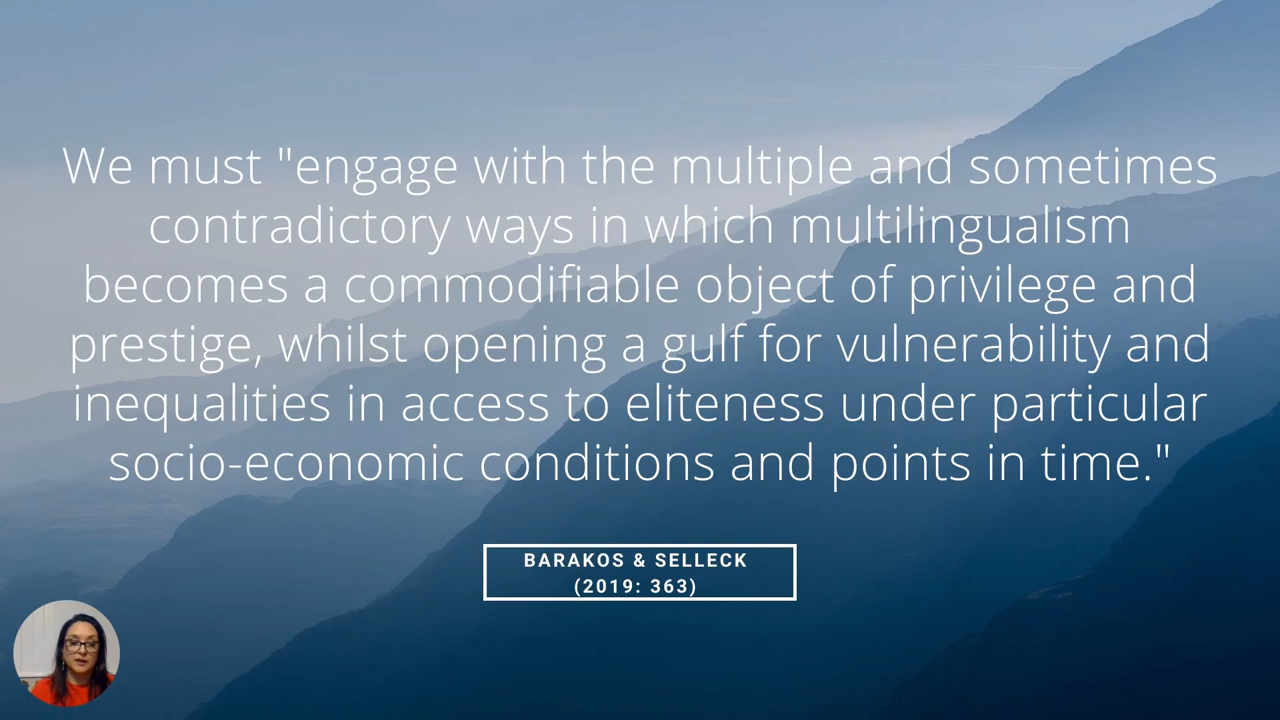 We must "engage with the multiple and sometimes
contradictory ways in which multilingualism
becomes a commodifiable object of privilege and
prestige, whilst opening a gulf for vulnerability and
inequalities in access to eliteness under particular
socio-economic conditions and points in time."
BARAKOS & SELLECK
(2019: 363)